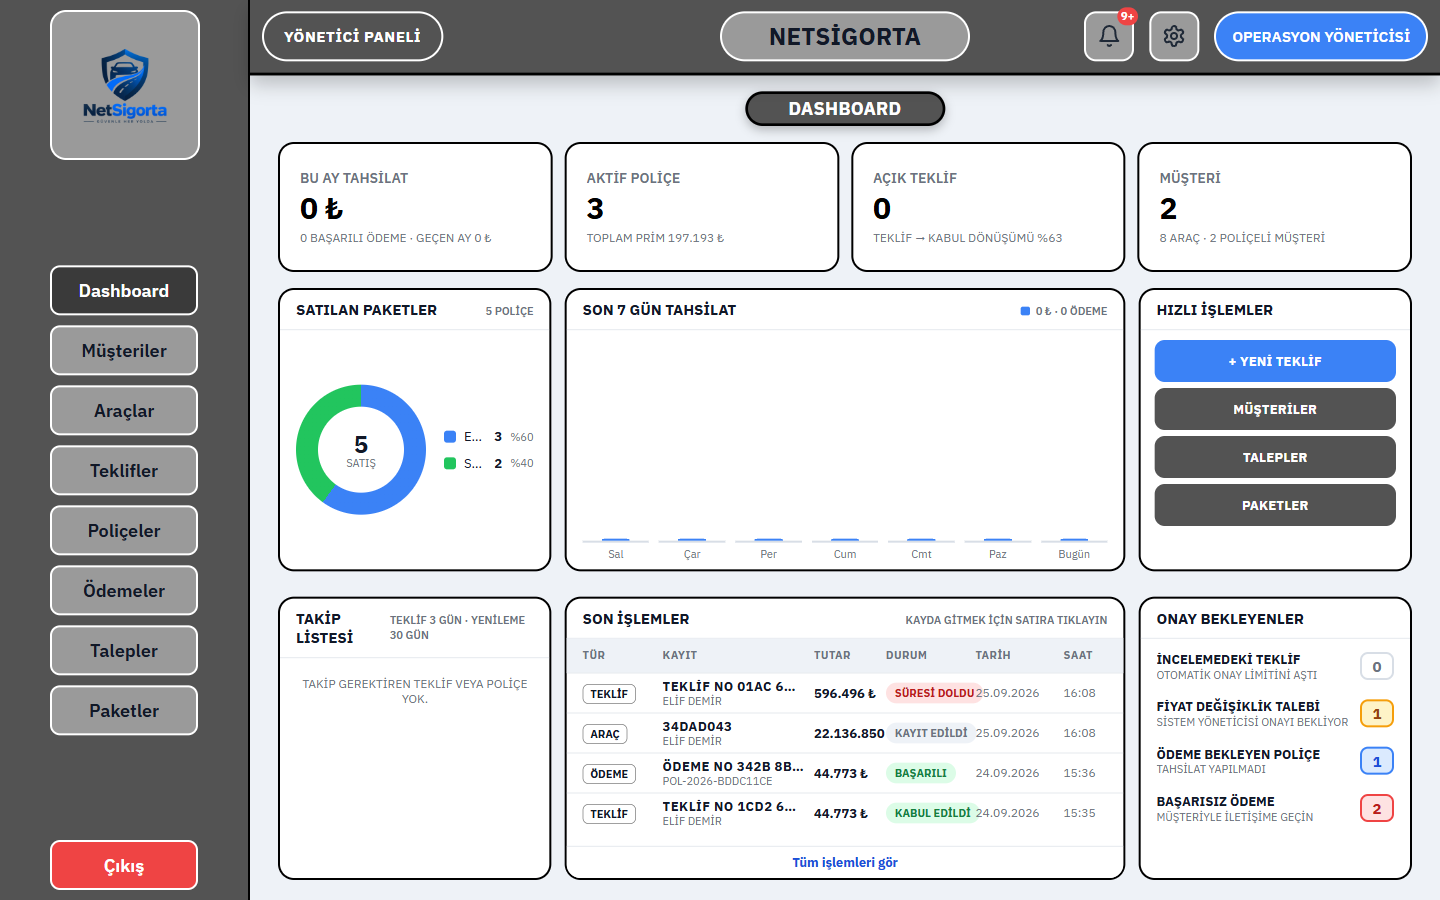 NetSigorta
YÖNETİCİ PANELİ
NETSİGORTA
9+
OPERASYON YÖNETİCİSİ
DASHBOARD
Dashboard
Müşteriler
Araçlar
Teklifler
Poliçeler
Ödemeler
Talepler
Paketler
Çıkış
BU AY TAHSİLAT
0 ₺
0 BAŞARILI ÖDEME · GEÇEN AY 0 ₺
AKTİF POLİÇE
3
TOPLAM PRİM 197.193 ₺
AÇIK TEKLİF
0
TEKLİF → KABUL DÖNÜŞÜMÜ %63
MÜŞTERİ
2
8 ARAÇ · 2 POLİÇELİ MÜŞTERİ
SATILAN PAKETLER 5 POLİÇE
5
SATIŞ
E... 3 %60
S... 2 %40
SON 7 GÜN TAHSİLAT 0 ₺ · 0 ÖDEME
Sal Çar Per Cum Cmt Paz Bugün
HIZLI İŞLEMLER
+ YENİ TEKLİF
MÜŞTERİLER
TALEPLER
PAKETLER
TAKİP
LİSTESİ
TEKLİF 3 GÜN · YENİLEME
30 GÜN
TAKİP GEREKTİREN TEKLİF VEYA POLİÇE
YOK.
SON İŞLEMLER KAYDA GİTMEK İÇİN SATIRA TIKLAYIN
TÜR KAYIT TUTAR DURUM TARİH SAAT
TEKLİF TEKLİF NO 01AC 6... 596.496 ₺ SÜRESİ DOLDU 25.09.2026 16:08
ELİF DEMİR
ARAÇ 34DAD043 22.136.850 KAYIT EDİLDİ 25.09.2026 16:08
ELİF DEMİR
ÖDEME ÖDEME NO 342B 8B... 44.773 ₺ BAŞARILI 24.09.2026 15:36
POL-2026-BDDC11CE
TEKLİF TEKLİF NO 1CD2 6... 44.773 ₺ KABUL EDİLDİ 24.09.2026 15:35
ELİF DEMİR
Tüm işlemleri gör
ONAY BEKLEYENLER
İNCELEMEDEKİ TEKLİF 0
OTOMATİK ONAY LİMİTİNİ AŞTI
FİYAT DEĞİŞİKLİK TALEBİ 1
SİSTEM YÖNETİCİSİ ONAYI BEKLİYOR
ÖDEME BEKLEYEN POLİÇE 1
TAHSİLAT YAPILMADI
BAŞARISIZ ÖDEME 2
MÜŞTERİYLE İLETİŞİME GEÇİN